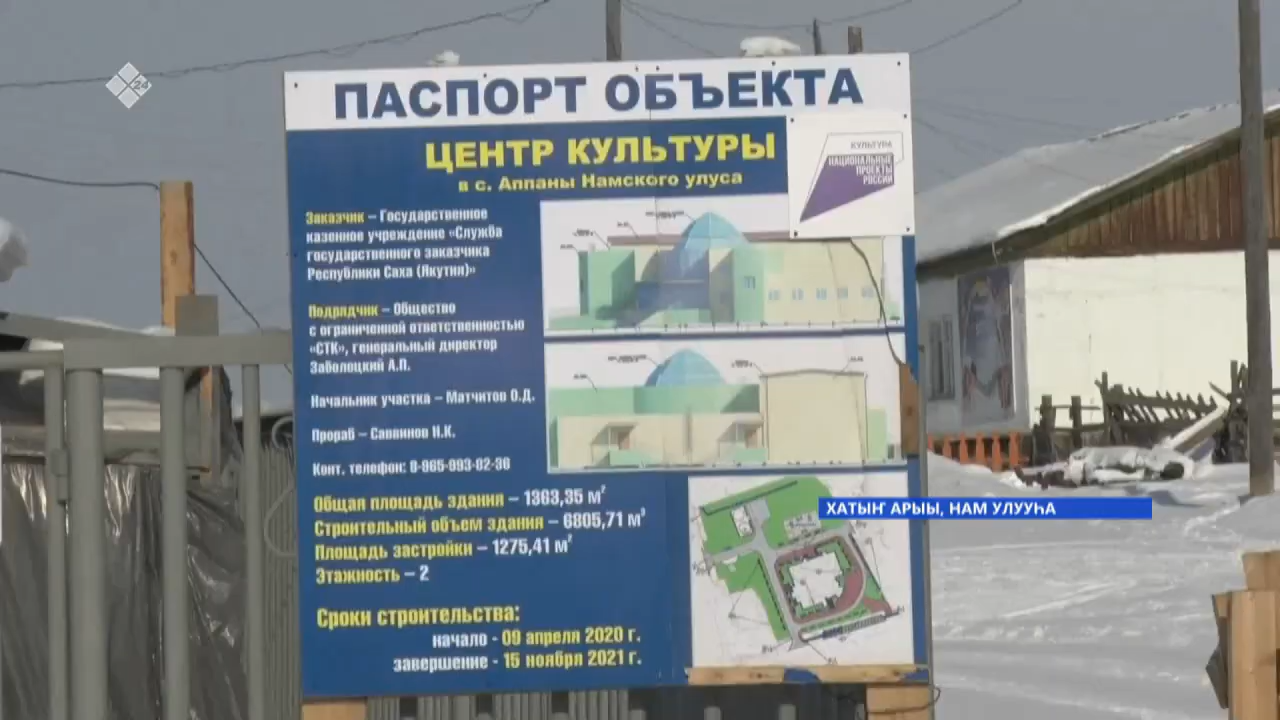 24
ПАСПОРТ ОБЪЕКТА
ЦЕНТР КУЛЬТУРЫ
в с. Аппаны Намского улуса
КУЛЬТУРА
НАЦИОНАЛЬНЫЕ
ПРОЕКТЫ
РОССИИ
Заказчик – Государственное
казенное учреждение «Служба
государственного заказчика
Республики Саха (Якутия)»
Подрядчик – Общество
с ограниченной ответственностью
«СТК», генеральный директор
Заболоцкий А.П.
Начальник участка – Матчитов О.Д.
Прораб – Саввинов Н.К.
Конт. телефон: 8-965-993-82-36
Общая площадь здания – 1363,35 м²
Строительный объем здания – 6805,71 м³
Площадь застройки – 1275,41 м²
Этажность – 2
Сроки строительства:
начало - 09 апреля 2020 г.
завершение - 15 ноября 2021 г.
ХАТЫҤ АРЫЫ, НАМ УЛУУҺА